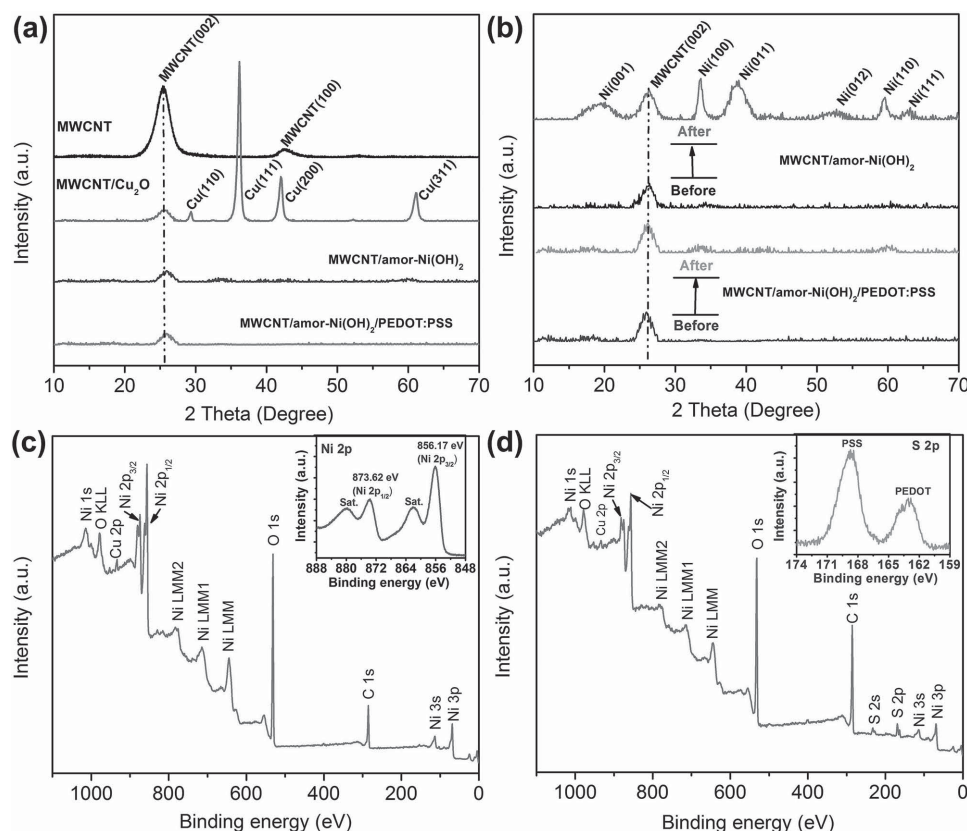 (a)
MWCNT(002)
MWCNT
MWCNT(100)
MWCNT/Cu₂O
Cu(110)
Cu(111)
Cu(200)
Cu(311)
MWCNT/amor-Ni(OH)₂
MWCNT/amor-Ni(OH)₂/PEDOT:PSS
Intensity (a.u.)
10 20 30 40 50 60 70
2 Theta (Degree)
(b)
Ni(001)
MWCNT(002)
Ni(100)
Ni(011)
Ni(012)
Ni(110)
Ni(111)
After
MWCNT/amor-Ni(OH)₂
Before
After
MWCNT/amor-Ni(OH)₂/PEDOT:PSS
Before
Intensity (a.u.)
10 20 30 40 50 60 70
2 Theta (Degree)
(c)
Ni 1s
O KLL
Cu 2p
Ni 2p3/2
Ni 2p1/2
Ni LMM2
Ni LMM1
Ni LMM
O 1s
C 1s
Ni 3s
Ni 3p
Intensity (a.u.)
1000 800 600 400 200 0
Binding energy (eV)
Ni 2p
856.17 eV
(Ni 2p3/2)
873.62 eV
(Ni 2p1/2)
Sat.
Sat.
Intensity (a.u.)
888 880 872 864 856 848
Binding energy (eV)
(d)
Ni 1s
O KLL
Cu 2p
Ni 2p3/2
Ni 2p1/2
Ni LMM2
Ni LMM1
Ni LMM
O 1s
C 1s
S 2s
S 2p
Ni 3s
Ni 3p
Intensity (a.u.)
1000 800 600 400 200 0
Binding energy (eV)
PSS
S 2p
PEDOT
Intensity (a.u.)
174 171 168 165 162 159
Binding energy (eV)